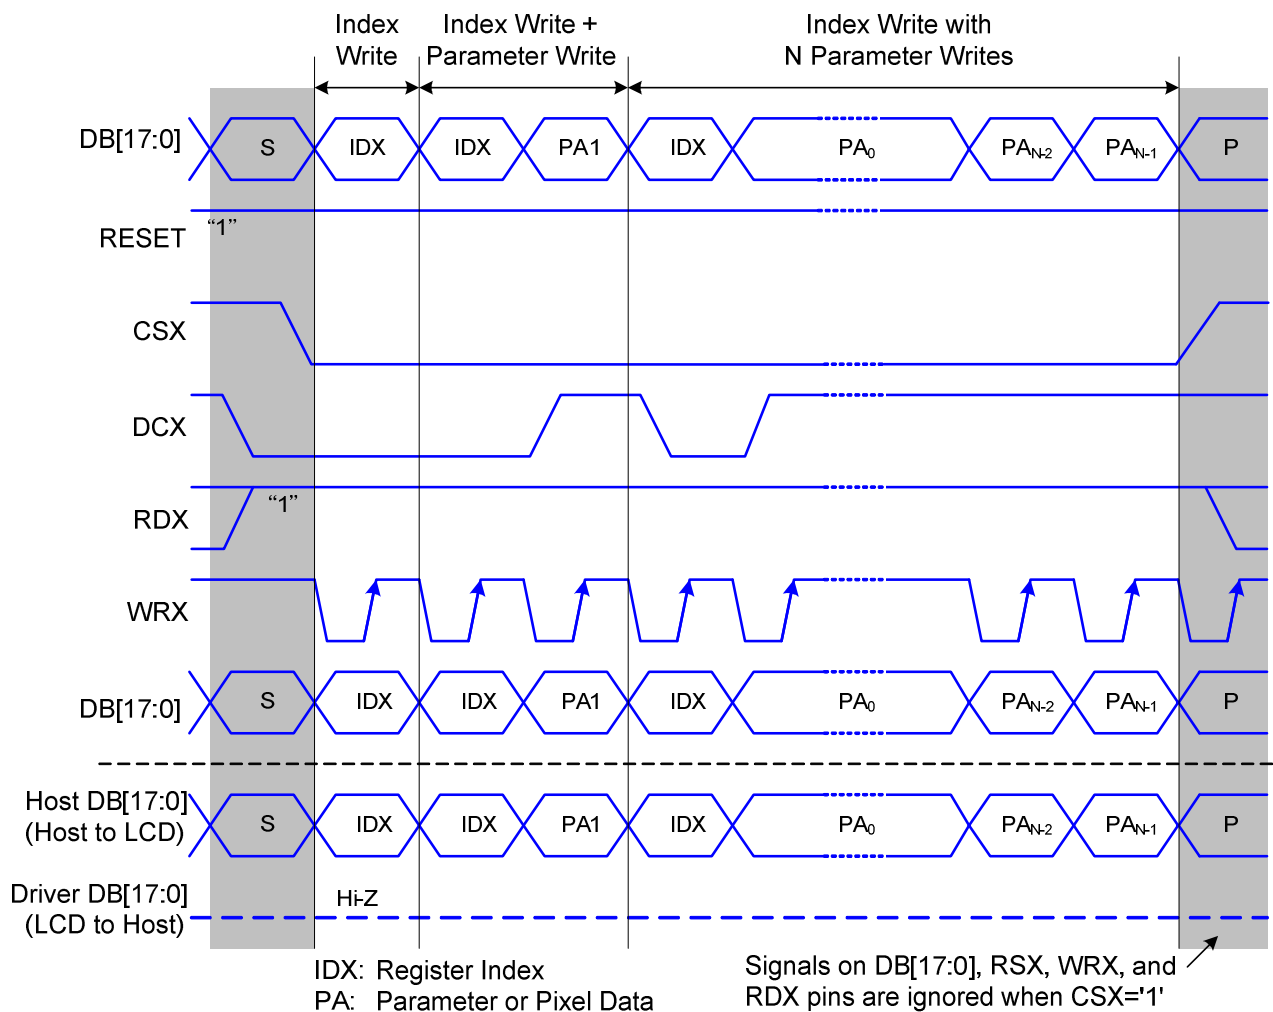 Index Write
Index Write + Parameter Write
Index Write with N Parameter Writes
DB[17:0] S IDX IDX PA1 IDX PA0 PAN-2 PAN-1 P
“1”
RESET
CSX
DCX
“1”
RDX
WRX
DB[17:0] S IDX IDX PA1 IDX PA0 PAN-2 PAN-1 P
Host DB[17:0]
(Host to LCD) S IDX IDX PA1 IDX PA0 PAN-2 PAN-1 P
Driver DB[17:0]
(LCD to Host)
Hi-Z
IDX: Register Index
PA: Parameter or Pixel Data
Signals on DB[17:0], RSX, WRX, and
RDX pins are ignored when CSX='1'